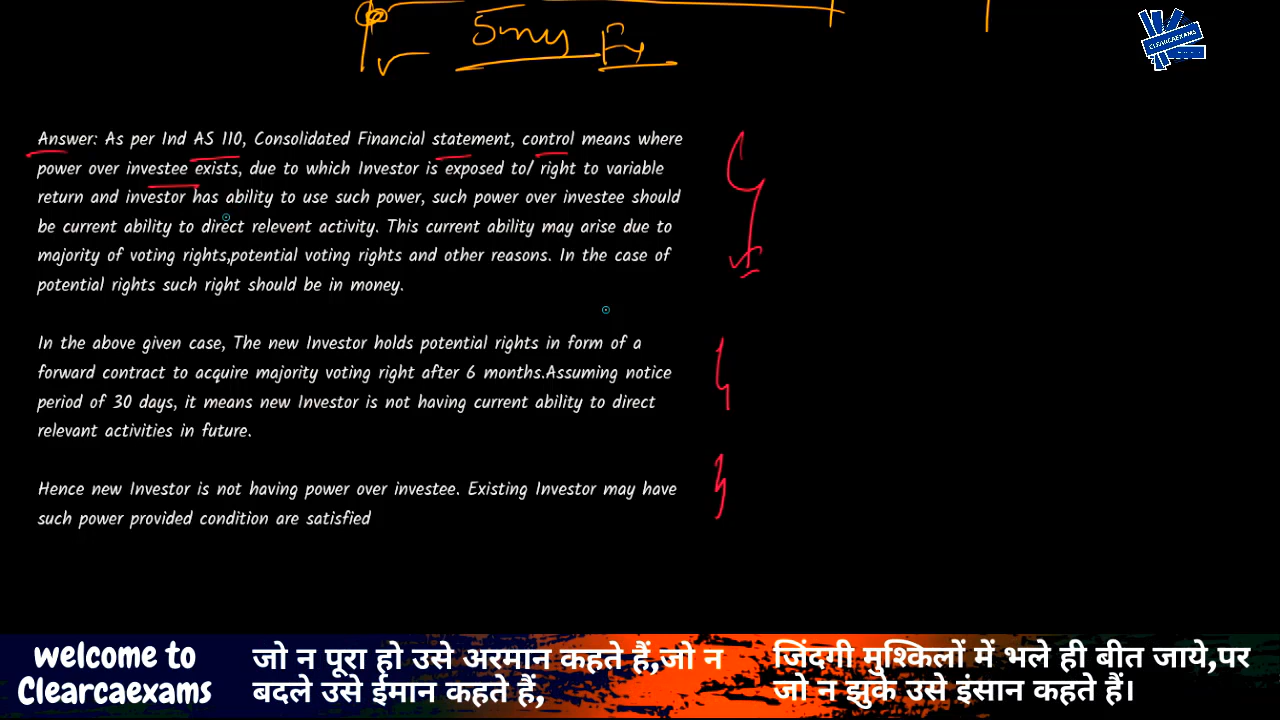 CLEARCAEXAMS
Answer: As per Ind AS 110, Consolidated Financial statement, control means where
power over investee exists, due to which Investor is exposed to/ right to variable
return and investor has ability to use such power, such power over investee should
be current ability to direct relevent activity. This current ability may arise due to
majority of voting rights,potential voting rights and other reasons. In the case of
potential rights such right should be in money.
In the above given case, The new Investor holds potential rights in form of a
forward contract to acquire majority voting right after 6 months.Assuming notice
period of 30 days, it means new Investor is not having current ability to direct
relevant activities in future.
Hence new Investor is not having power over investee. Existing Investor may have
such power provided condition are satisfied
welcome to
Clearcaexams
जो न पूरा हो उसे अरमान कहते हैं,जो न
बदले उसे ईमान कहते हैं,
जिंदगी मुश्किलों में भले ही बीत जाये,पर
जो न झुके उसे इंसान कहते हैं।